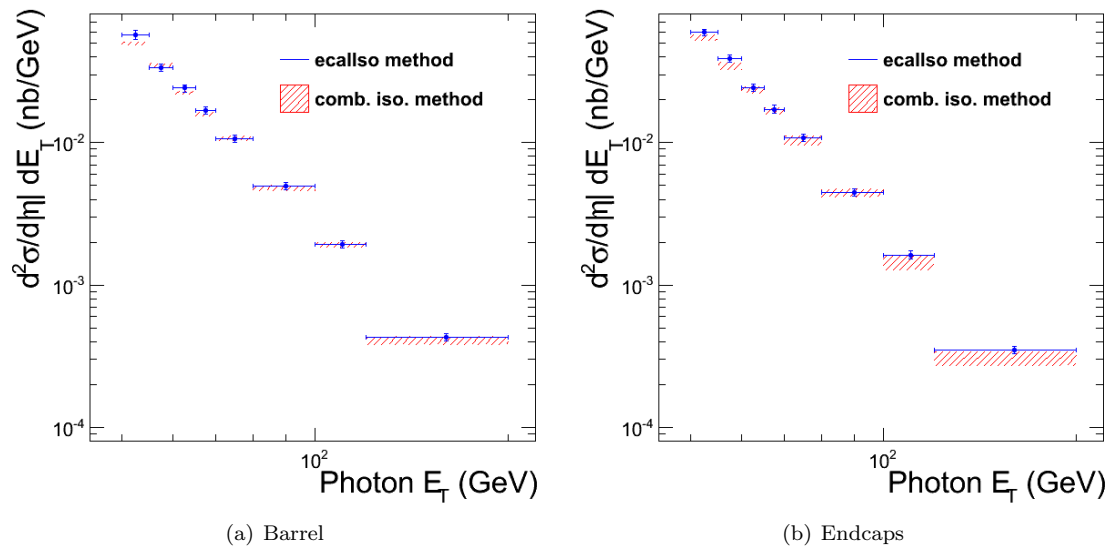 d²σ/d|η| dE_T (nb/GeV)
ecalIso method
comb. iso. method
10⁻²
10⁻³
10⁻⁴
10²
Photon E_T (GeV)
(a) Barrel
d²σ/d|η| dE_T (nb/GeV)
ecalIso method
comb. iso. method
10⁻²
10⁻³
10⁻⁴
10²
Photon E_T (GeV)
(b) Endcaps